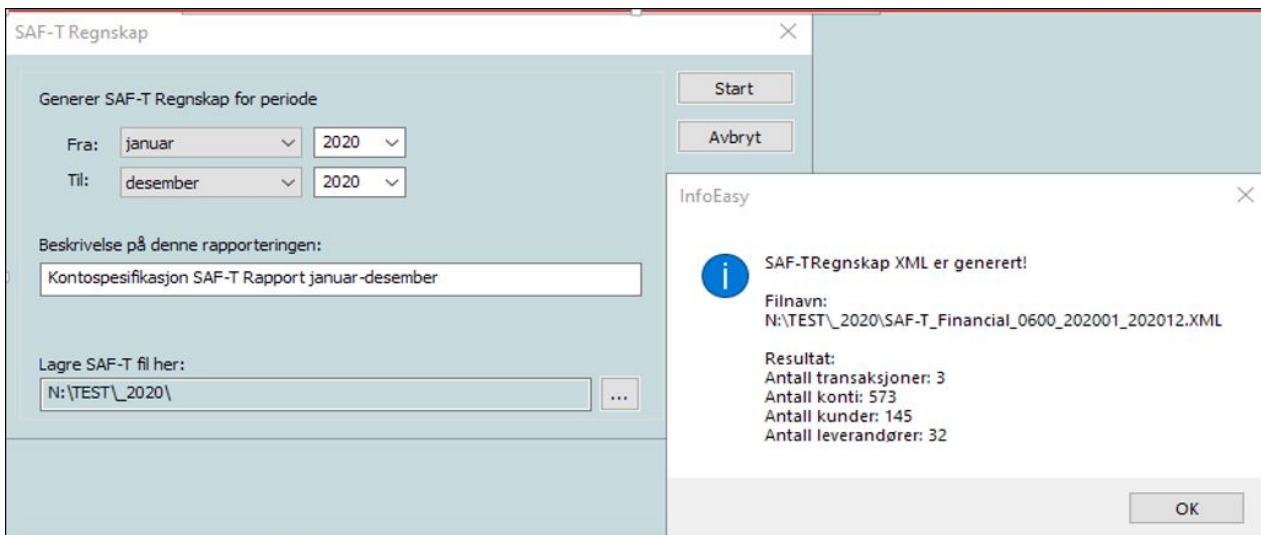 SAF-T Regnskap
Generer SAF-T Regnskap for periode
Fra: januar 2020
Til: desember 2020
Beskrivelse på denne rapporteringen:
Kontospesifikasjon SAF-T Rapport januar-desember
Lagre SAF-T fil her:
N:\TEST\_2020\
...
Start
Avbryt
InfoEasy
SAF-TRegnskap XML er generert!
Filnavn:
N:\TEST\_2020\SAF-T_Financial_0600_202001_202012.XML
Resultat:
Antall transaksjoner: 3
Antall konti: 573
Antall kunder: 145
Antall leverandører: 32
OK